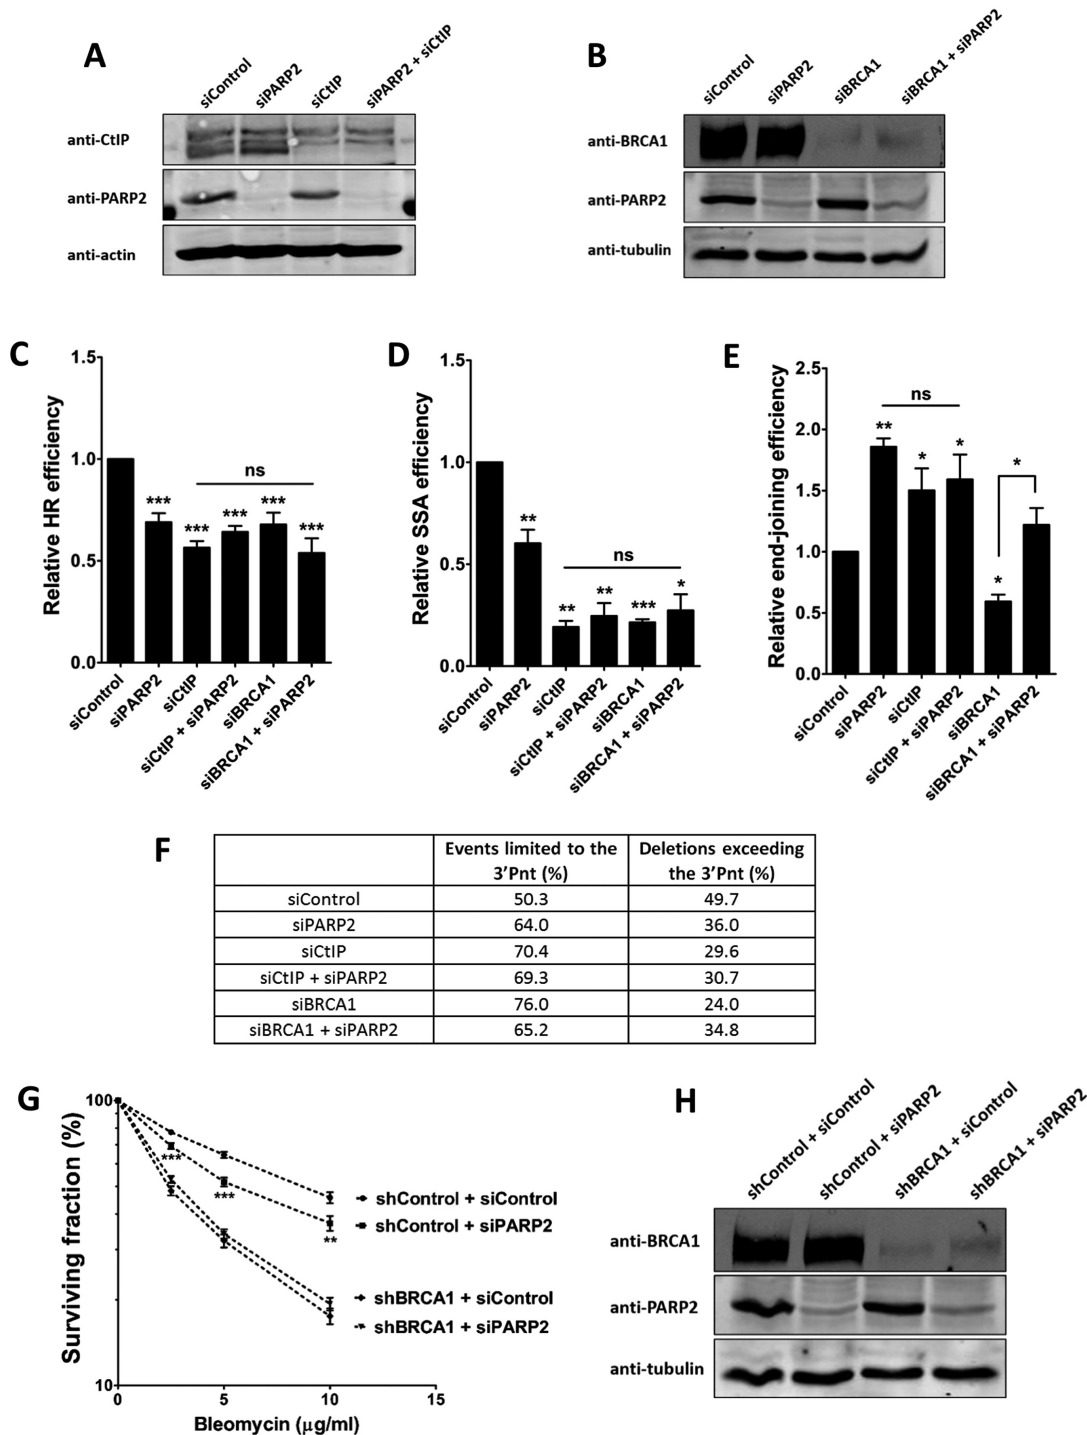 A
siControl
siPARP2
siCtIP
siPARP2 + siCtIP
anti-CtIP
anti-PARP2
anti-actin
B
siControl
siPARP2
siBRCA1
siBRCA1 + siPARP2
anti-BRCA1
anti-PARP2
anti-tubulin
C
Relative HR efficiency
1.5
1.0
0.5
0.0
***
***
***
***
***
ns
siControl
siPARP2
siCtIP
siCtIP + siPARP2
siBRCA1
siBRCA1 + siPARP2
D
Relative SSA efficiency
1.5
1.0
0.5
0.0
**
**
**
***
*
ns
siControl
siPARP2
siCtIP
siCtIP + siPARP2
siBRCA1
siBRCA1 + siPARP2
E
Relative end-joining efficiency
2.5
2.0
1.5
1.0
0.5
0.0
ns
**
*
*
*
*
siControl
siPARP2
siCtIP
siCtIP + siPARP2
siBRCA1
siBRCA1 + siPARP2
F
Events limited to the 3'Pnt (%)
Deletions exceeding the 3'Pnt (%)
siControl 50.3 49.7
siPARP2 64.0 36.0
siCtIP 70.4 29.6
siCtIP + siPARP2 69.3 30.7
siBRCA1 76.0 24.0
siBRCA1 + siPARP2 65.2 34.8
G
Surviving fraction (%)
100
10
***
***
**
shControl + siControl
shControl + siPARP2
shBRCA1 + siControl
shBRCA1 + siPARP2
0 5 10 15
Bleomycin (µg/ml)
H
shControl + siControl
shControl + siPARP2
shBRCA1 + siControl
shBRCA1 + siPARP2
anti-BRCA1
anti-PARP2
anti-tubulin